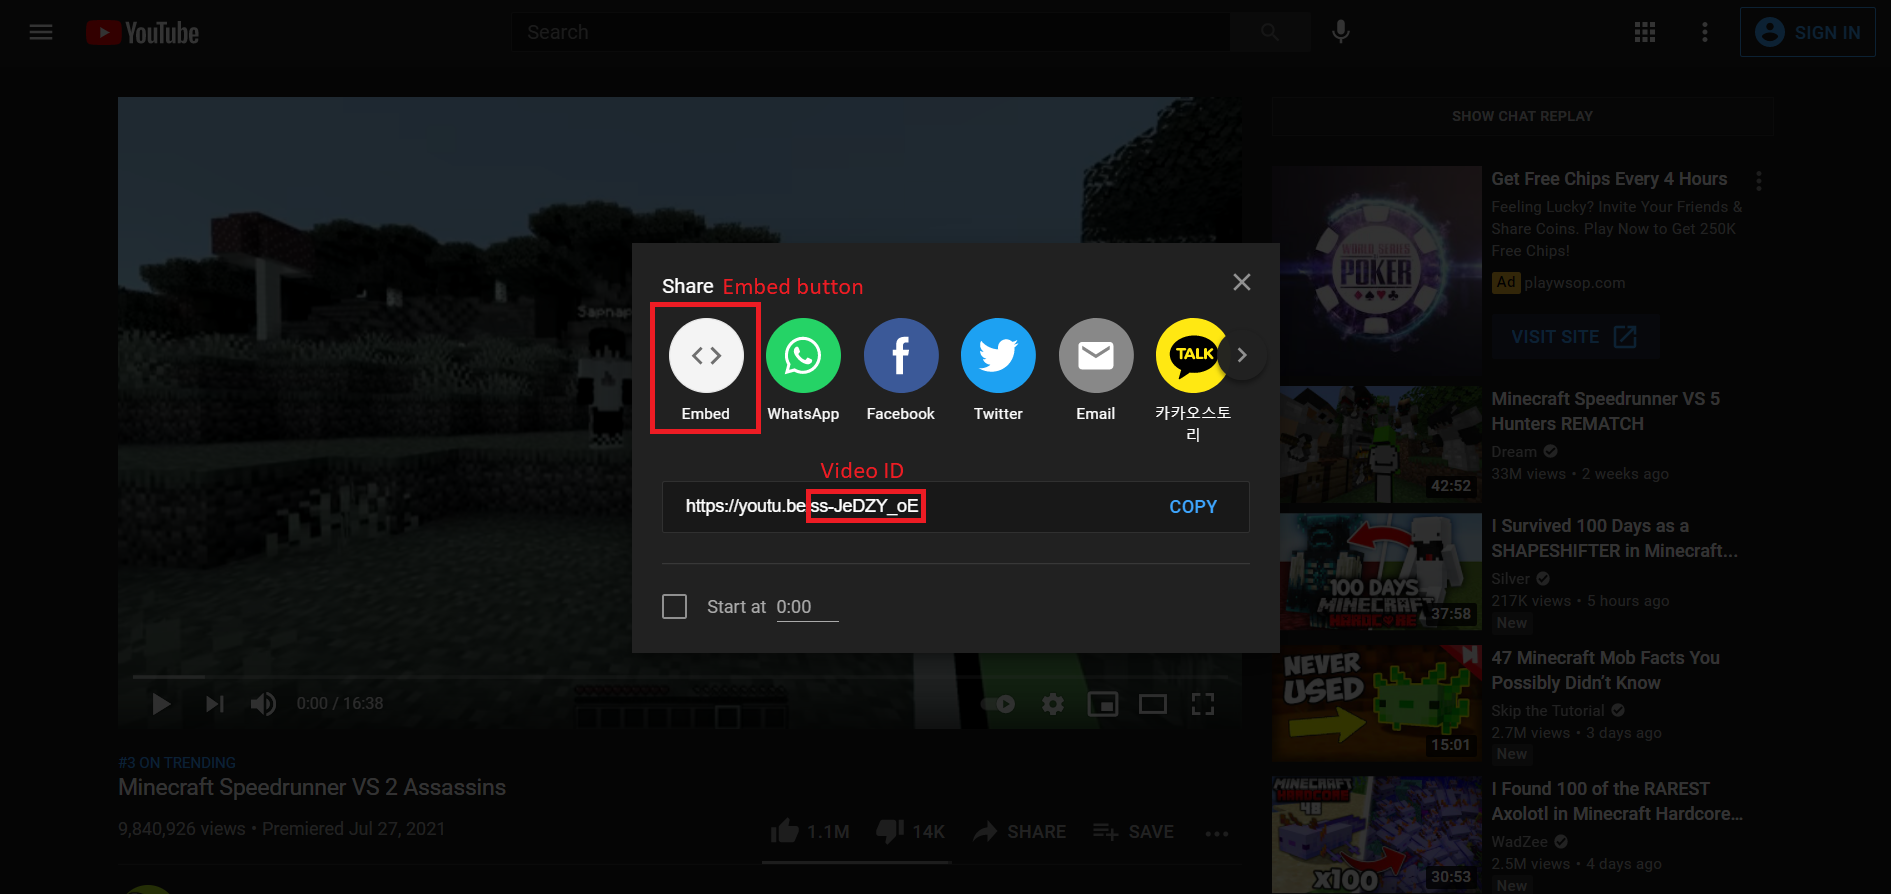 YouTube
Search
SIGN IN
SHOW CHAT REPLAY
Get Free Chips Every 4 Hours
Feeling Lucky? Invite Your Friends &
Share Coins. Play Now to Get 250K
Free Chips!
Ad playwsop.com
VISIT SITE
WORLD SERIES
POKER
Share Embed button
Embed
WhatsApp
Facebook
Twitter
Email
TALK
카카오스토
리
Video ID
https://youtu.be/ss-JeDZY_oE
COPY
Start at 0:00
Sapnap
0:00 / 16:38
#3 ON TRENDING
Minecraft Speedrunner VS 2 Assassins
9,840,926 views • Premiered Jul 27, 2021
1.1M
14K
SHARE
SAVE
Minecraft Speedrunner VS 5
Hunters REMATCH
Dream
33M views • 2 weeks ago
42:52
I Survived 100 Days as a
SHAPESHIFTER in Minecraft...
Silver
217K views • 5 hours ago
New
100 DAYS
MINECRAFT
HARDCORE
37:58
47 Minecraft Mob Facts You
Possibly Didn't Know
Skip the Tutorial
2.7M views • 3 days ago
New
NEVER
USED
15:01
I Found 100 of the RAREST
Axolotl in Minecraft Hardcore...
WadZee
2.5M views • 4 days ago
New
MINECRAFT
HARDCORE
48
x100
30:53